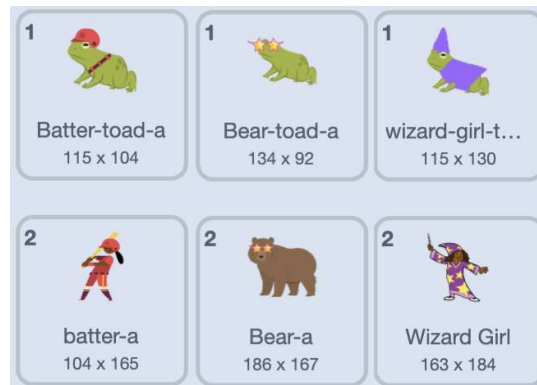 1
Batter-toad-a
115 x 104
1
Bear-toad-a
134 x 92
1
wizard-girl-t...
115 x 130
2
batter-a
104 x 165
2
Bear-a
186 x 167
2
Wizard Girl
163 x 184